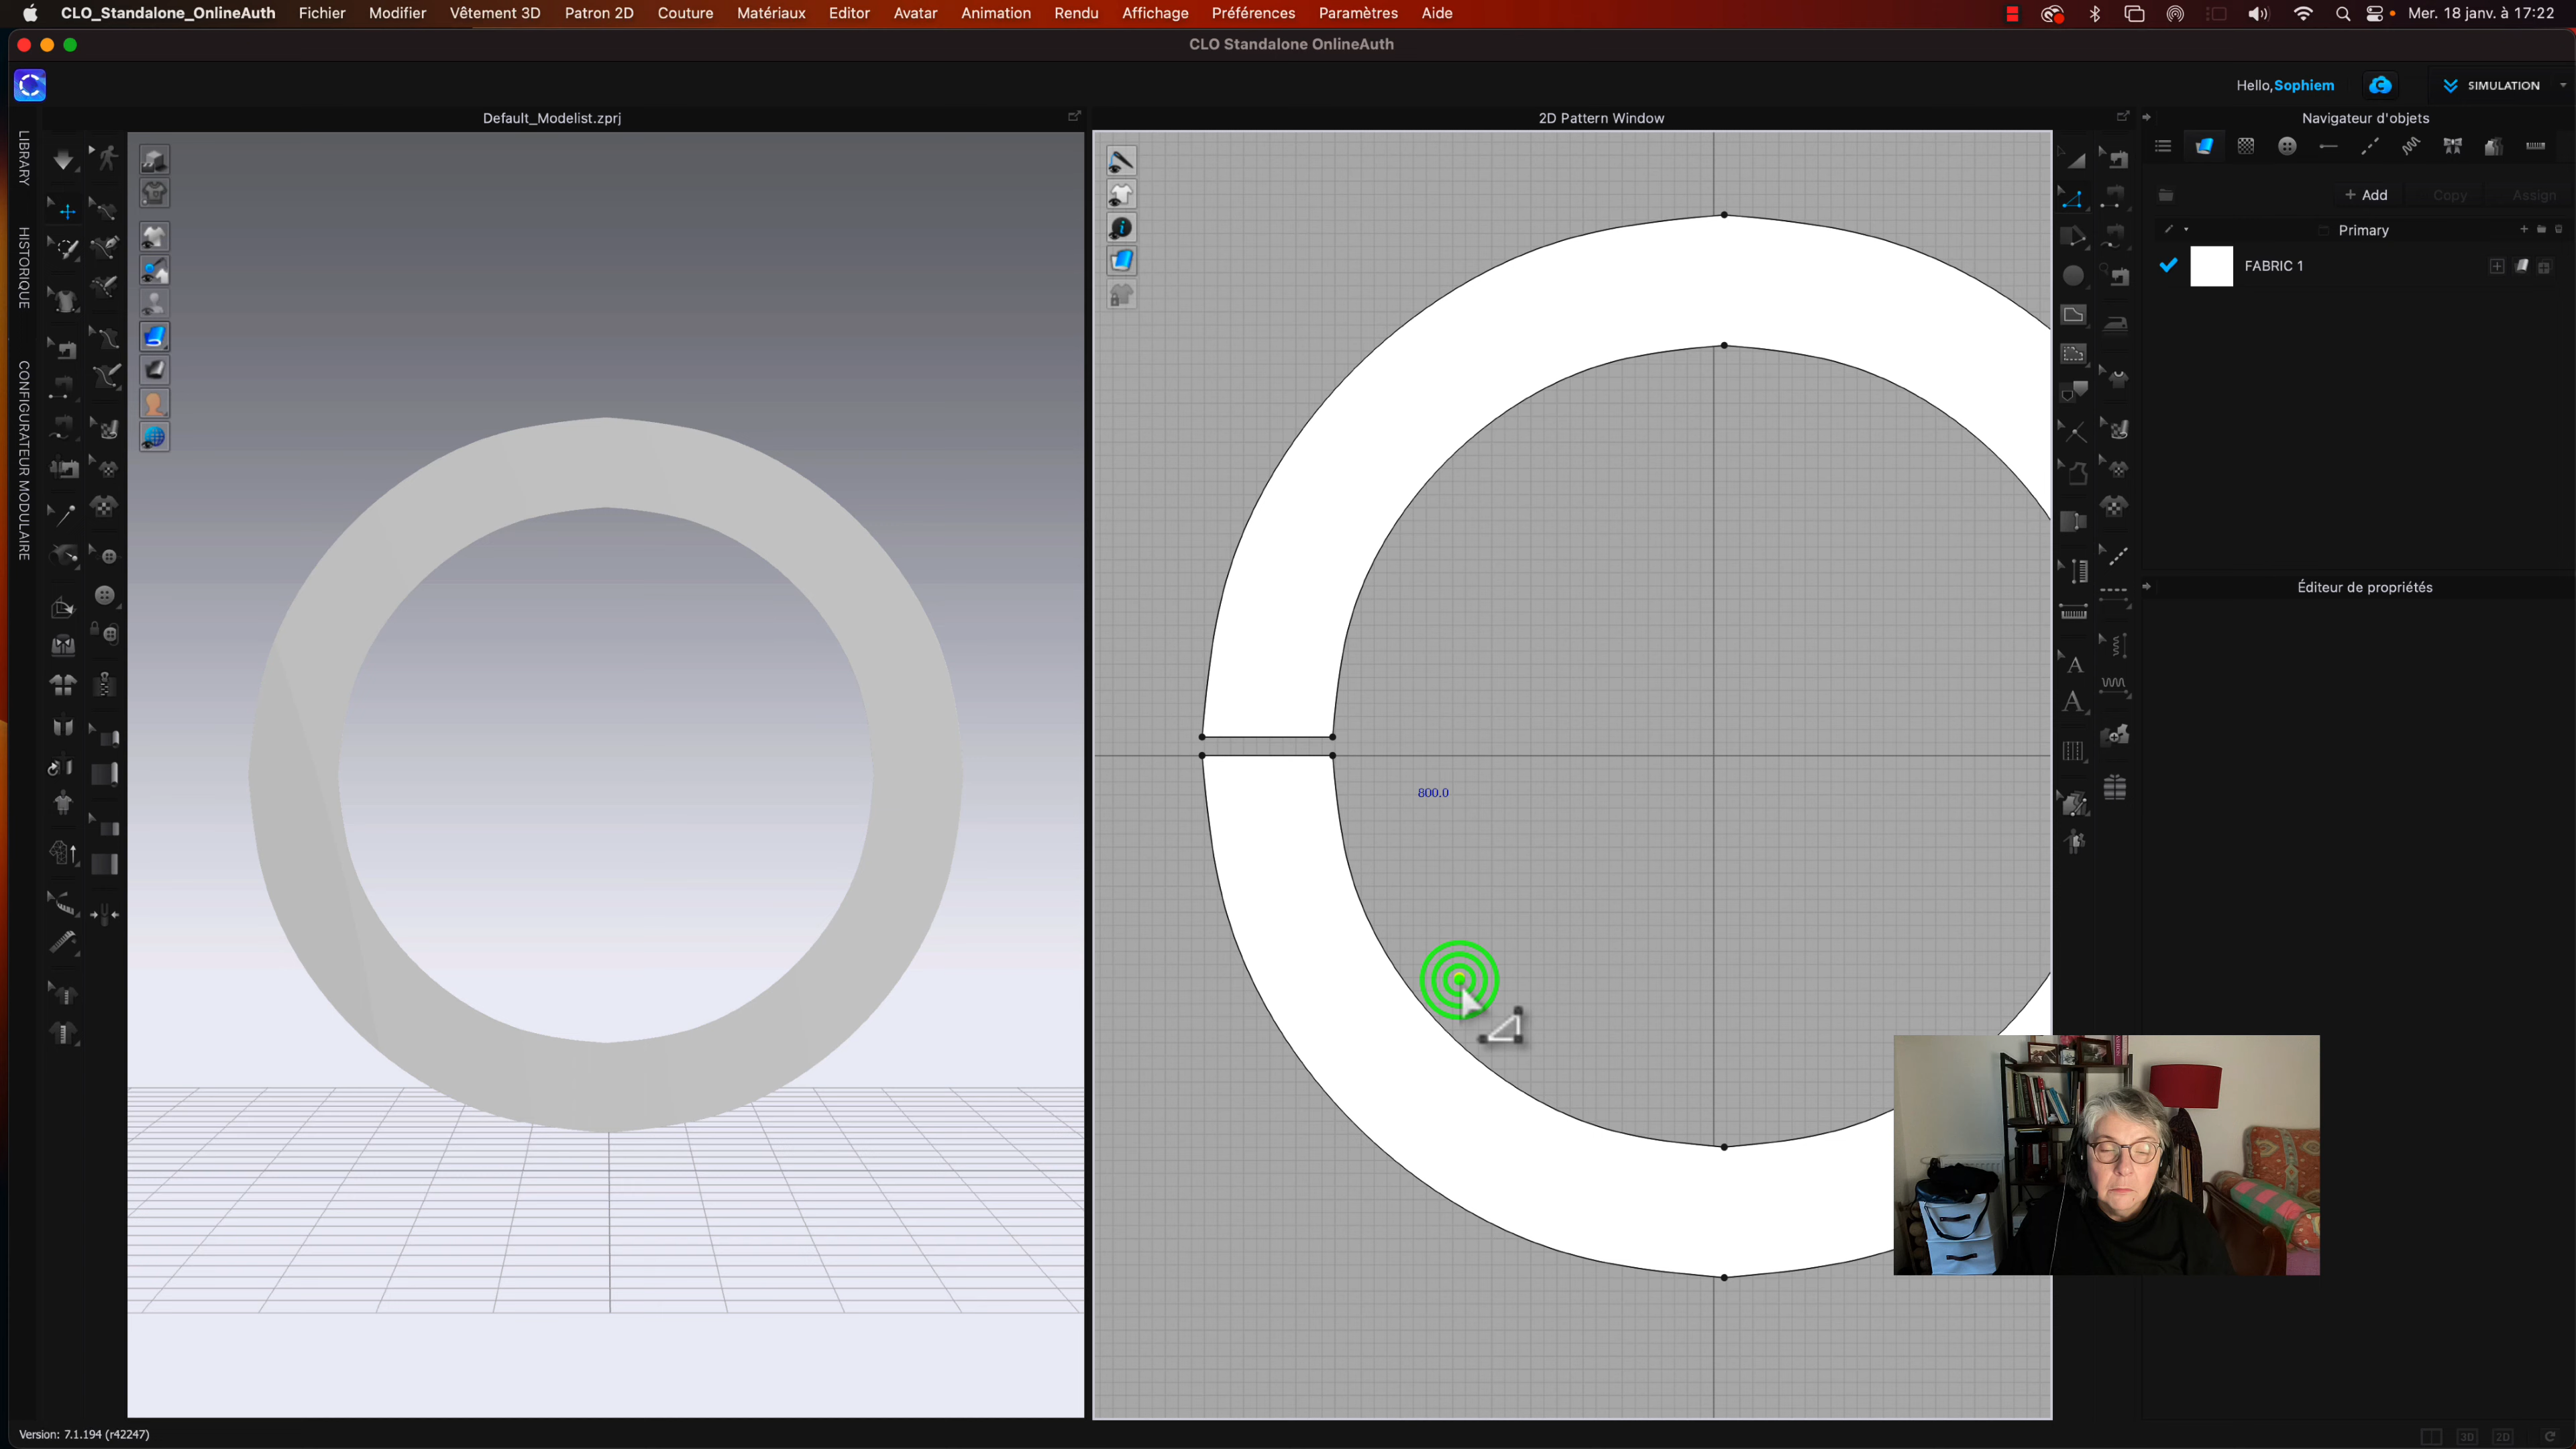 CLO_Standalone_OnlineAuth Fichier Modifier Vêtement 3D Patron 2D Couture Matériaux Editor Avatar Animation Rendu Affichage Préférences Paramètres Aide Mer. 18 janv. à 17:22
CLO Standalone OnlineAuth
Hello,Sophiem SIMULATION
Default_Modelist.zprj
2D Pattern Window
Navigateur d'objets
LIBRARY
HISTORIQUE
CONFIGURATEUR MODULAIRE
+ Add Copy Assign
Primary
FABRIC 1
Éditeur de propriétés
800.0
Version: 7.1.194 (r42247)
3D 2D